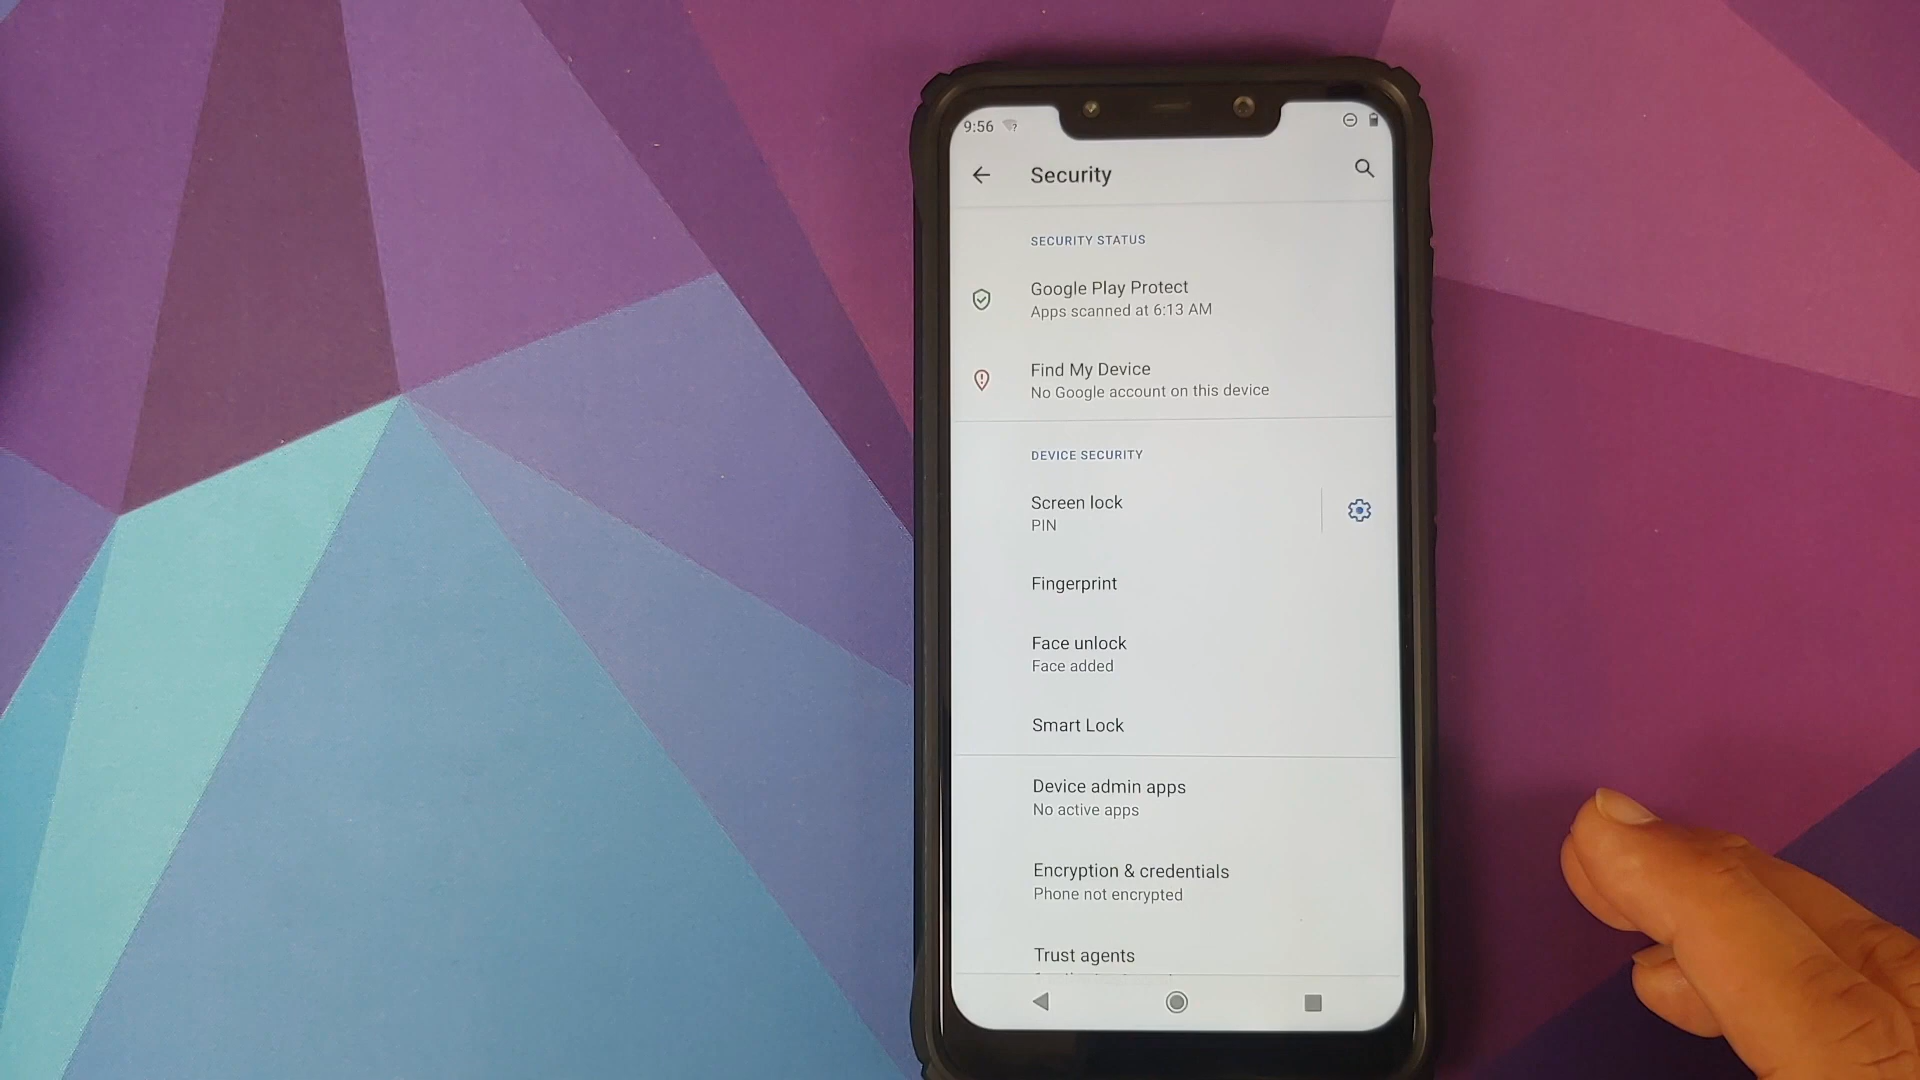 9:56
Security
SECURITY STATUS
Google Play Protect
Apps scanned at 6:13 AM
Find My Device
No Google account on this device
DEVICE SECURITY
Screen lock
PIN
Fingerprint
Face unlock
Face added
Smart Lock
Device admin apps
No active apps
Encryption & credentials
Phone not encrypted
Trust agents